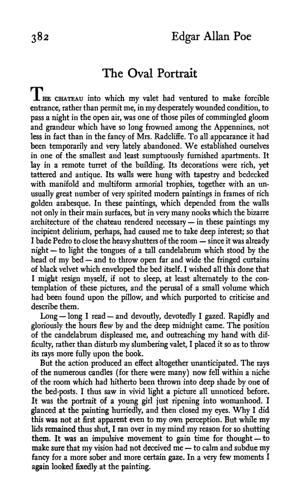 382 Edgar Allan Poe
The Oval Portrait
The chateau into which my valet had ventured to make forcible
entrance, rather than permit me, in my desperately wounded condition, to
pass a night in the open air, was one of those piles of commingled gloom
and grandeur which have so long frowned among the Appennines, not
less in fact than in the fancy of Mrs. Radcliffe. To all appearance it had
been temporarily and very lately abandoned. We established ourselves
in one of the smallest and least sumptuously furnished apartments. It
lay in a remote turret of the building. Its decorations were rich, yet
tattered and antique. Its walls were hung with tapestry and bedecked
with manifold and multiform armorial trophies, together with an un-
usually great number of very spirited modern paintings in frames of rich
golden arabesque. In these paintings, which depended from the walls
not only in their main surfaces, but in very many nooks which the bizarre
architecture of the chateau rendered necessary — in these paintings my
incipient delirium, perhaps, had caused me to take deep interest; so that
I bade Pedro to close the heavy shutters of the room — since it was already
night — to light the tongues of a tall candelabrum which stood by the
head of my bed — and to throw open far and wide the fringed curtains
of black velvet which enveloped the bed itself. I wished all this done that
I might resign myself, if not to sleep, at least alternately to the con-
templation of these pictures, and the perusal of a small volume which
had been found upon the pillow, and which purported to criticise and
describe them.
Long — long I read — and devoutly, devotedly I gazed. Rapidly and
gloriously the hours flew by and the deep midnight came. The position
of the candelabrum displeased me, and outreaching my hand with dif-
ficulty, rather than disturb my slumbering valet, I placed it so as to throw
its rays more fully upon the book.
But the action produced an effect altogether unanticipated. The rays
of the numerous candles (for there were many) now fell within a niche
of the room which had hitherto been thrown into deep shade by one of
the bed-posts. I thus saw in vivid light a picture all unnoticed before.
It was the portrait of a young girl just ripening into womanhood. I
glanced at the painting hurriedly, and then closed my eyes. Why I did
this was not at first apparent even to my own perception. But while my
lids remained thus shut, I ran over in my mind my reason for so shutting
them. It was an impulsive movement to gain time for thought — to
make sure that my vision had not deceived me — to calm and subdue my
fancy for a more sober and more certain gaze. In a very few moments I
again looked fixedly at the painting.